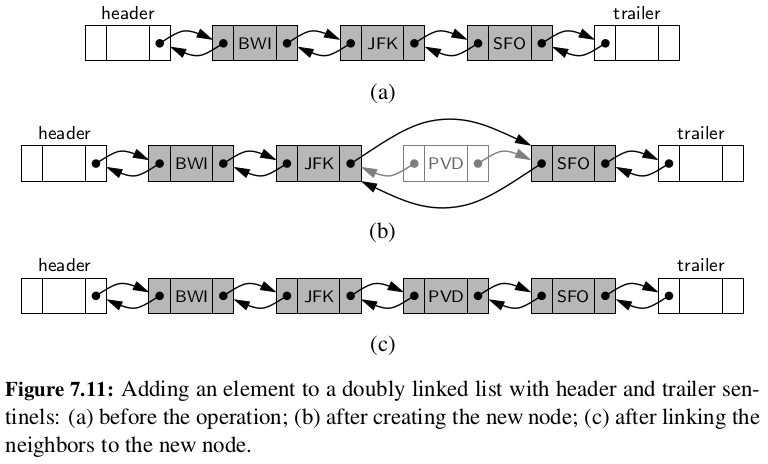 header trailer
BWI JFK SFO
(a)
header trailer
BWI JFK PVD SFO
(b)
header trailer
BWI JFK PVD SFO
(c)
Figure 7.11: Adding an element to a doubly linked list with header and trailer sen-
tinels: (a) before the operation; (b) after creating the new node; (c) after linking the
neighbors to the new node.